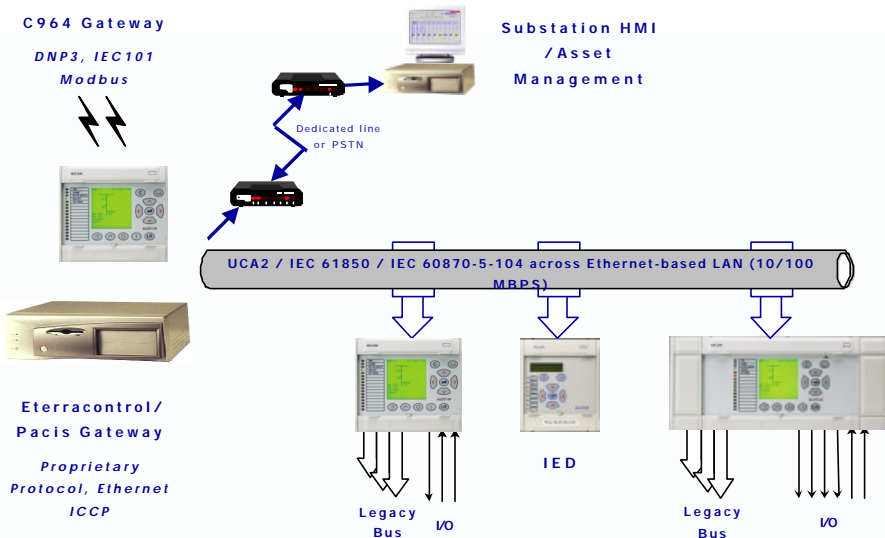 C964 Gateway
DNP3, IEC101
Modbus
Substation HMI
/Asset
Management
Dedicated line
or PSTN
UCA2 / IEC 61850 / IEC 60870-5-104 across Ethernet-based LAN (10/100
MBPS)
Eterracontrol/
Pacis Gateway
Proprietary
Protocol, Ethernet
ICCP
IED
Legacy
Bus
I/O
Legacy
Bus
I/O